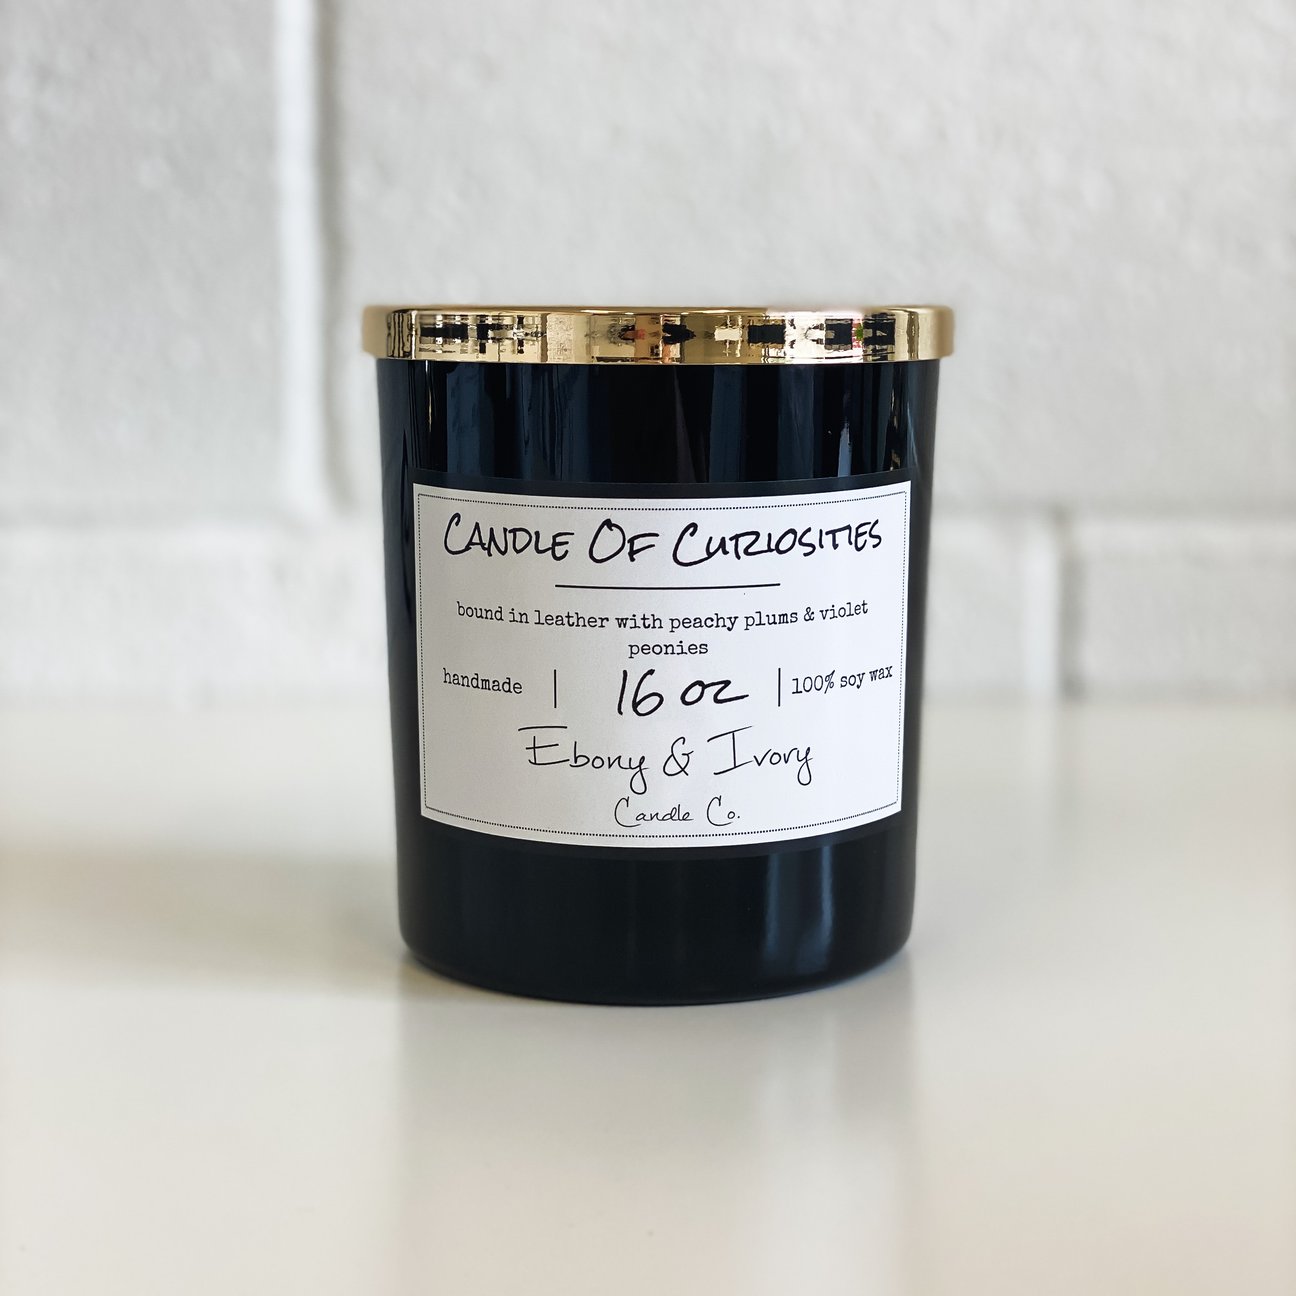 Candle Of Curiosities
bound in leather with peachy plums & violet
peonies
handmade | 16 oz | 100% soy wax
Ebony & Ivory
Candle Co.